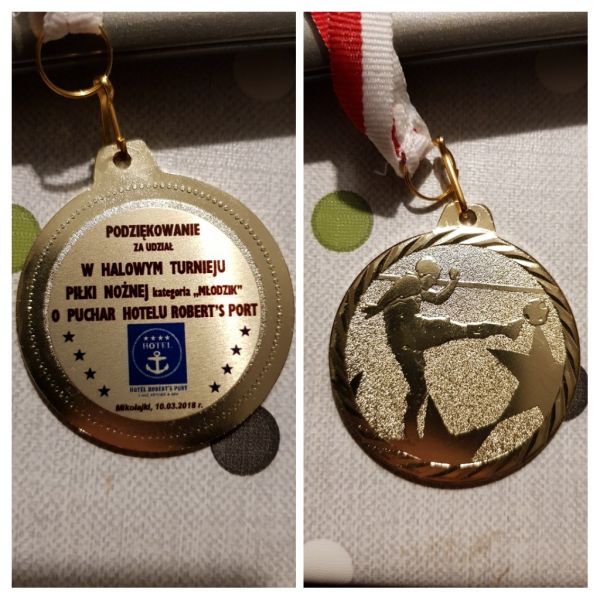 PODZIĘKOWANIE
ZA UDZIAŁ
W HALOWYM TURNIEJU
PIŁKI NOŻNEJ kategoria „MŁODZIK"
O PUCHAR HOTELU ROBERT'S PORT
HOTEL
HOTEL ROBERT'S PORT
Mikołajki, 10.03.2018 r.